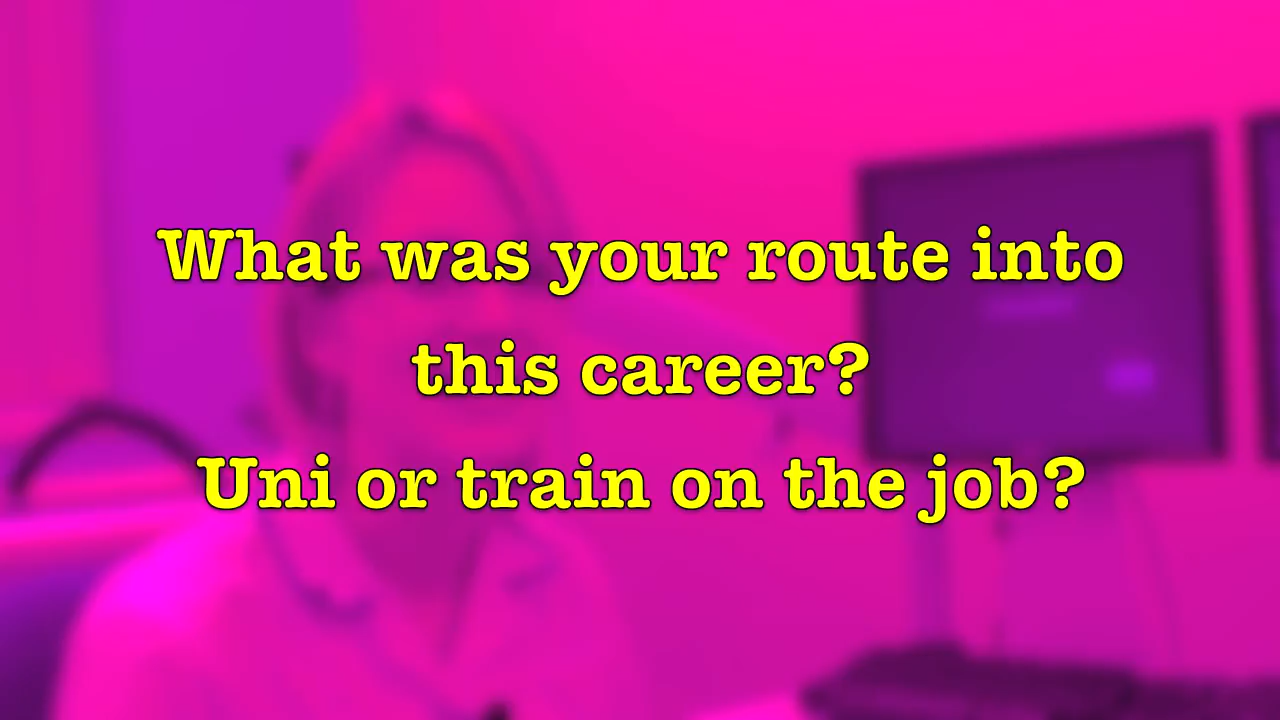 What was your route into
this career?
Uni or train on the job?